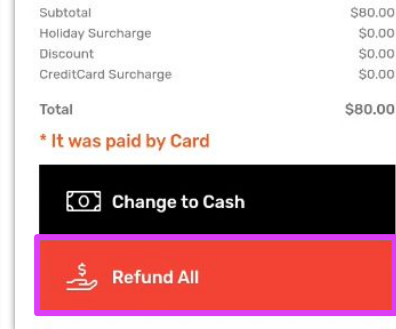 Subtotal $80.00
Holiday Surcharge $0.00
Discount $0.00
CreditCard Surcharge $0.00
Total $80.00
* It was paid by Card
Change to Cash
Refund All